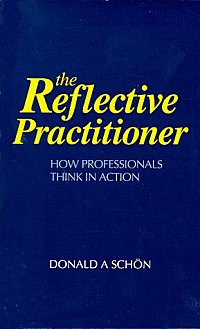 the
Reflective
Practitioner
HOW PROFESSIONALS
THINK IN ACTION
DONALD A SCHÖN